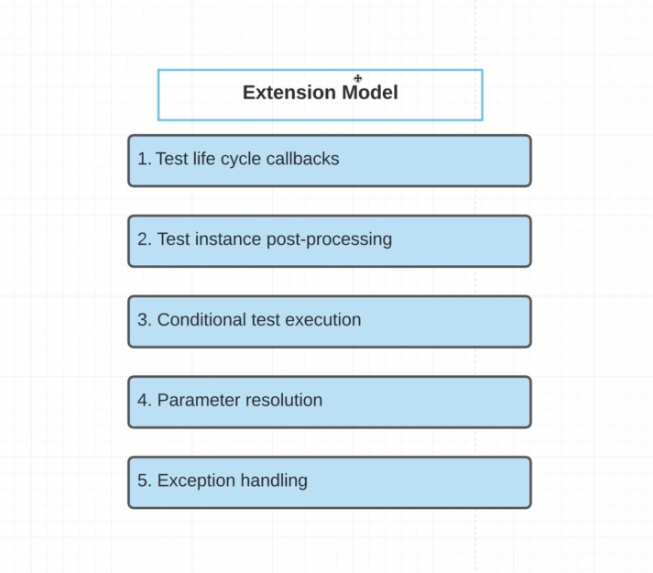 Extension Model
1. Test life cycle callbacks
2. Test instance post-processing
3. Conditional test execution
4. Parameter resolution
5. Exception handling